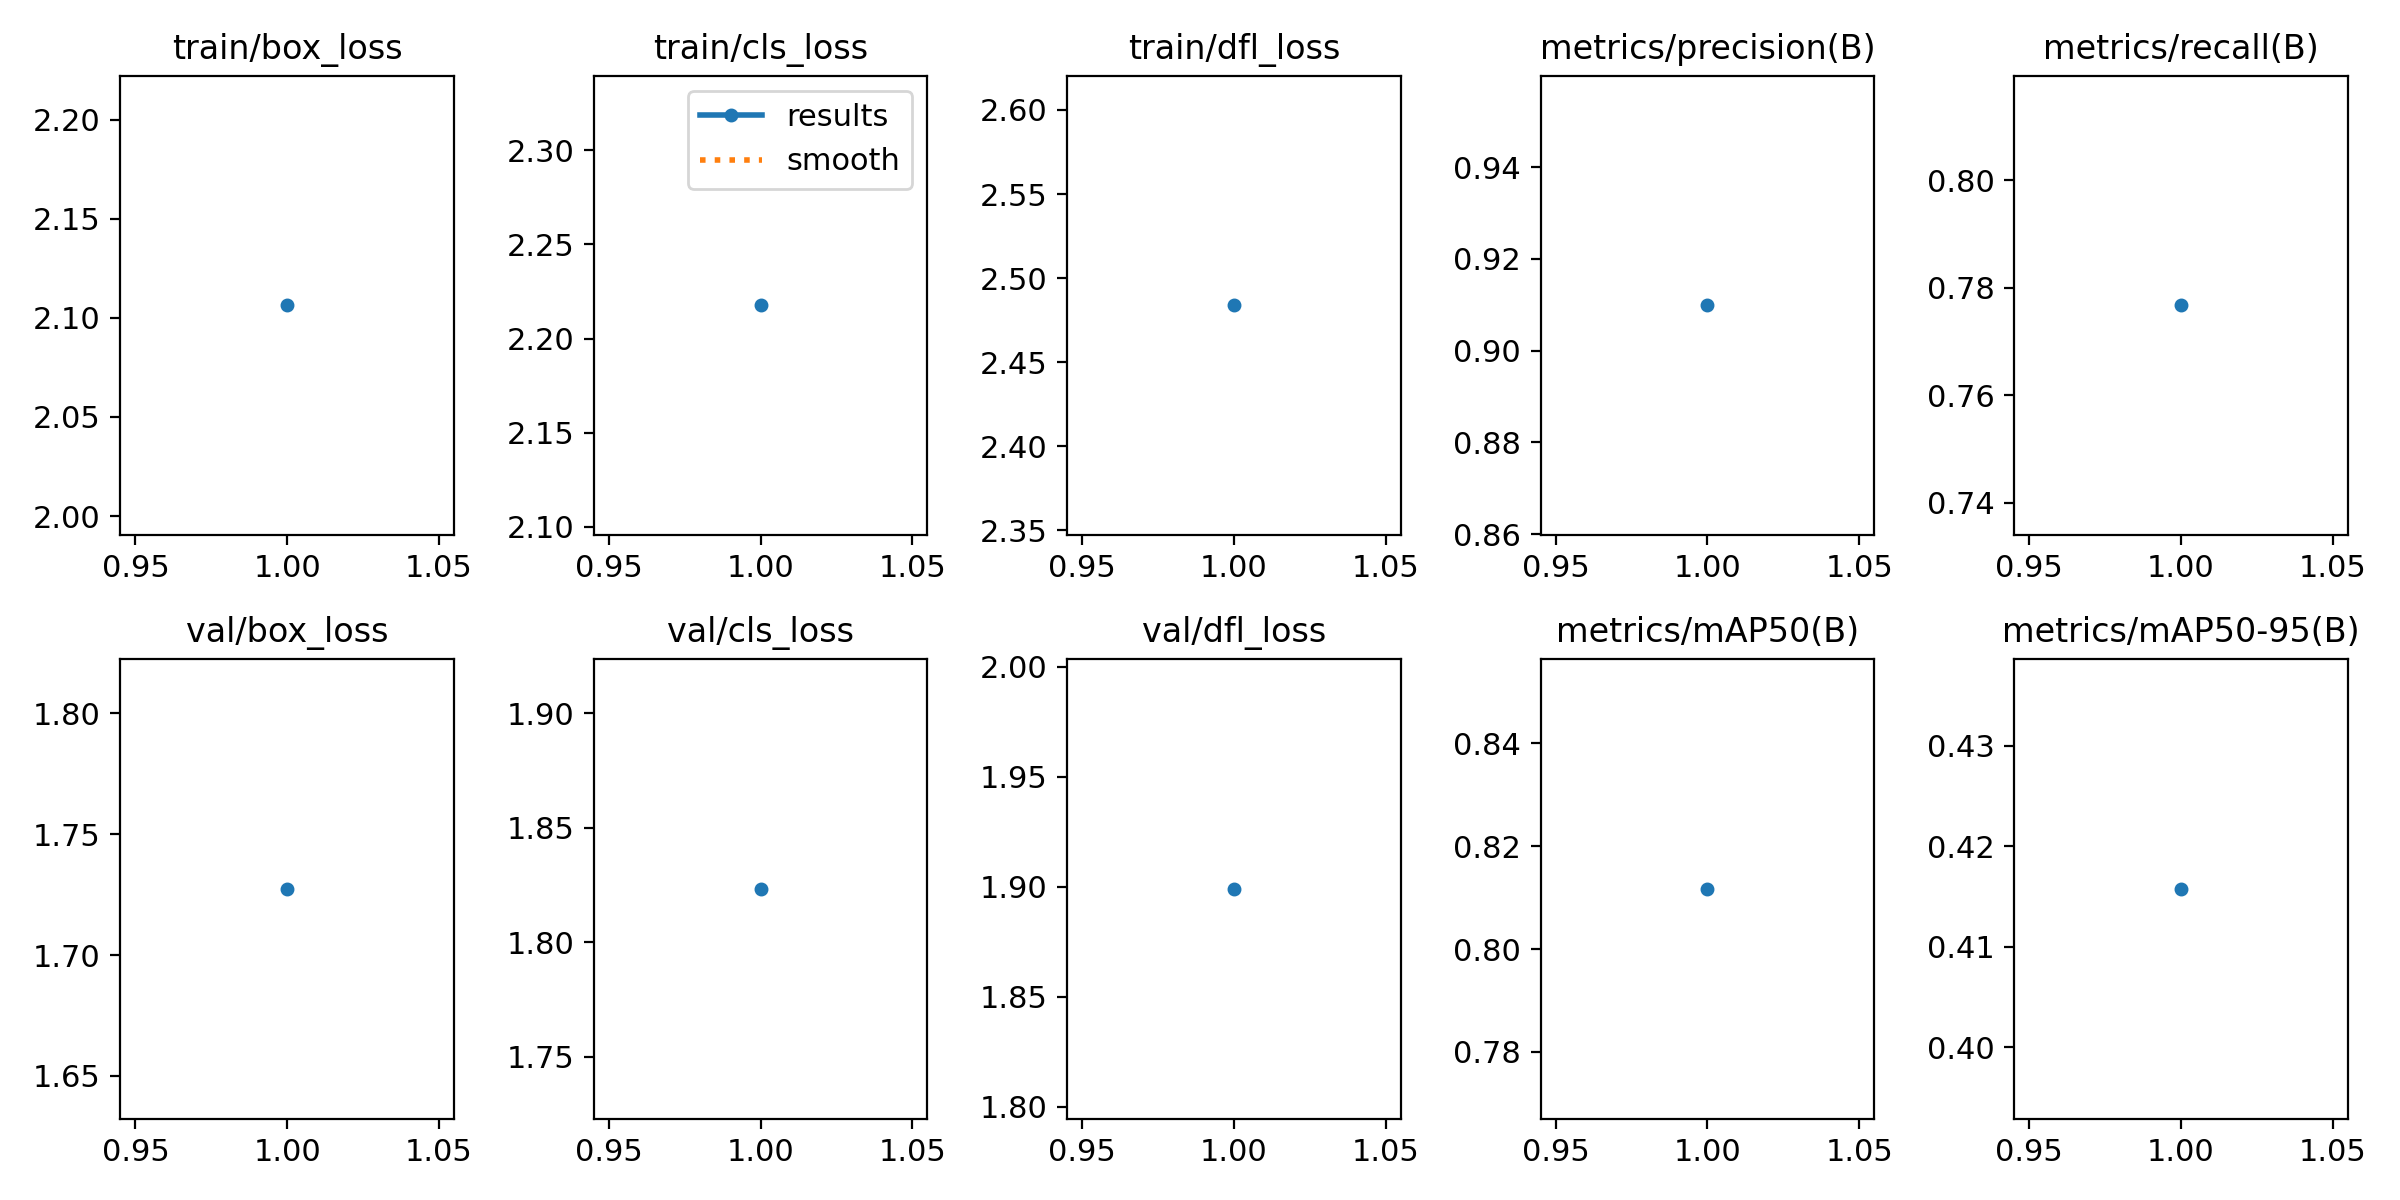 train/box_loss
2.20
2.15
2.10
2.05
2.00
0.95 1.00 1.05
train/cls_loss
results
smooth
2.30
2.25
2.20
2.15
2.10
0.95 1.00 1.05
train/dfl_loss
2.60
2.55
2.50
2.45
2.40
2.35
0.95 1.00 1.05
metrics/precision(B)
0.94
0.92
0.90
0.88
0.86
0.95 1.00 1.05
metrics/recall(B)
0.80
0.78
0.76
0.74
0.95 1.00 1.05
val/box_loss
1.80
1.75
1.70
1.65
0.95 1.00 1.05
val/cls_loss
1.90
1.85
1.80
1.75
0.95 1.00 1.05
val/dfl_loss
2.00
1.95
1.90
1.85
1.80
0.95 1.00 1.05
metrics/mAP50(B)
0.84
0.82
0.80
0.78
0.95 1.00 1.05
metrics/mAP50-95(B)
0.43
0.42
0.41
0.40
0.95 1.00 1.05